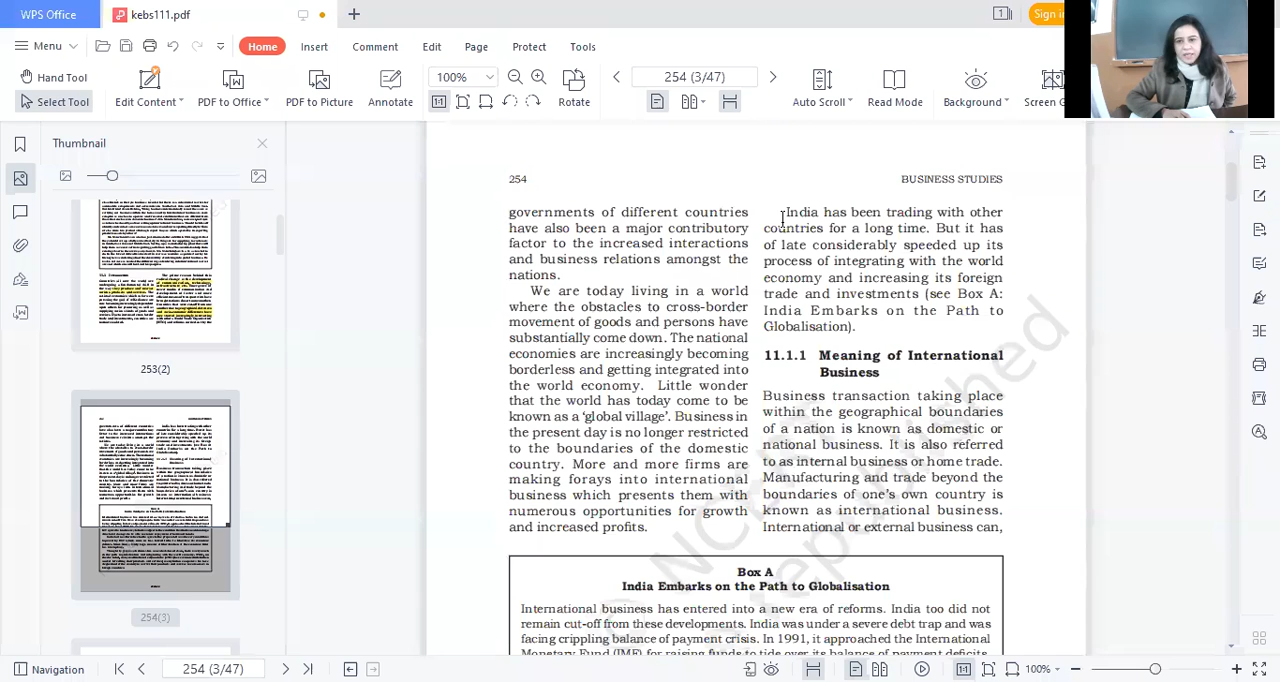 WPS Office
kebs111.pdf
1
Sign in
Menu
Home
Insert
Comment
Edit
Page
Protect
Tools
Hand Tool
Select Tool
Edit Content
PDF to Office
PDF to Picture
Annotate
100%
1:1
Rotate
254 (3/47)
Auto Scroll
Read Mode
Background
Screen G
Thumbnail
253(2)
254(3)
254
BUSINESS STUDIES
governments of different countries
have also been a major contributory
factor to the increased interactions
and business relations amongst the
nations.
We are today living in a world
where the obstacles to cross-border
movement of goods and persons have
substantially come down. The national
economies are increasingly becoming
borderless and getting integrated into
the world economy. Little wonder
that the world has today come to be
known as a ‘global village’. Business in
the present day is no longer restricted
to the boundaries of the domestic
country. More and more firms are
making forays into international
business which presents them with
numerous opportunities for growth
and increased profits.
India has been trading with other
countries for a long time. But it has
of late considerably speeded up its
process of integrating with the world
economy and increasing its foreign
trade and investments (see Box A:
India Embarks on the Path to
Globalisation).
11.1.1 Meaning of International
Business
Business transaction taking place
within the geographical boundaries
of a nation is known as domestic or
national business. It is also referred
to as internal business or home trade.
Manufacturing and trade beyond the
boundaries of one’s own country is
known as international business.
International or external business can,
Box A
India Embarks on the Path to Globalisation
International business has entered into a new era of reforms. India too did not
remain cut-off from these developments. India was under a severe debt trap and was
facing crippling balance of payment crisis. In 1991, it approached the International
Monetary Fund (IMF) for raising funds to tide over its balance of payment deficits.
© NCERT
republished
Navigation
254 (3/47)
1:1
100%